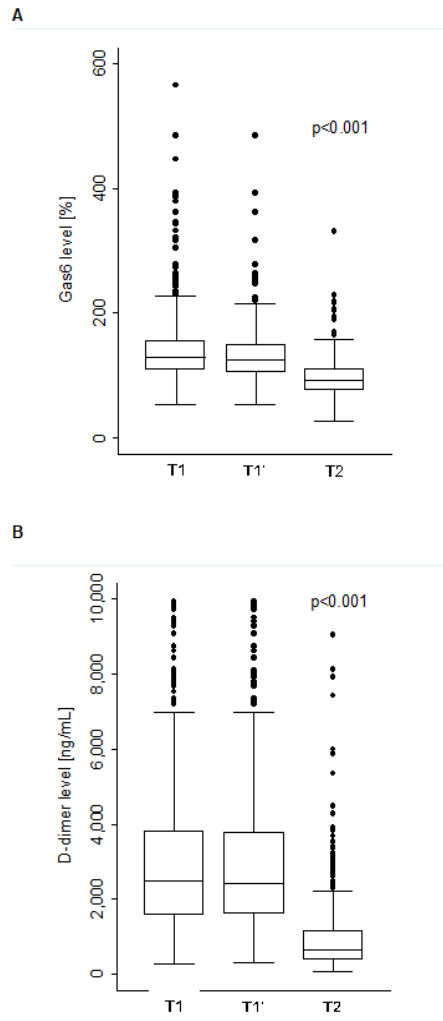 A
600
p<0.001
400
Gas6 level [%]
200
0
T1 T1' T2
B
10,000
p<0.001
8,000
6,000
D-dimer level [ng/mL]
4,000
2,000
0
T1 T1' T2